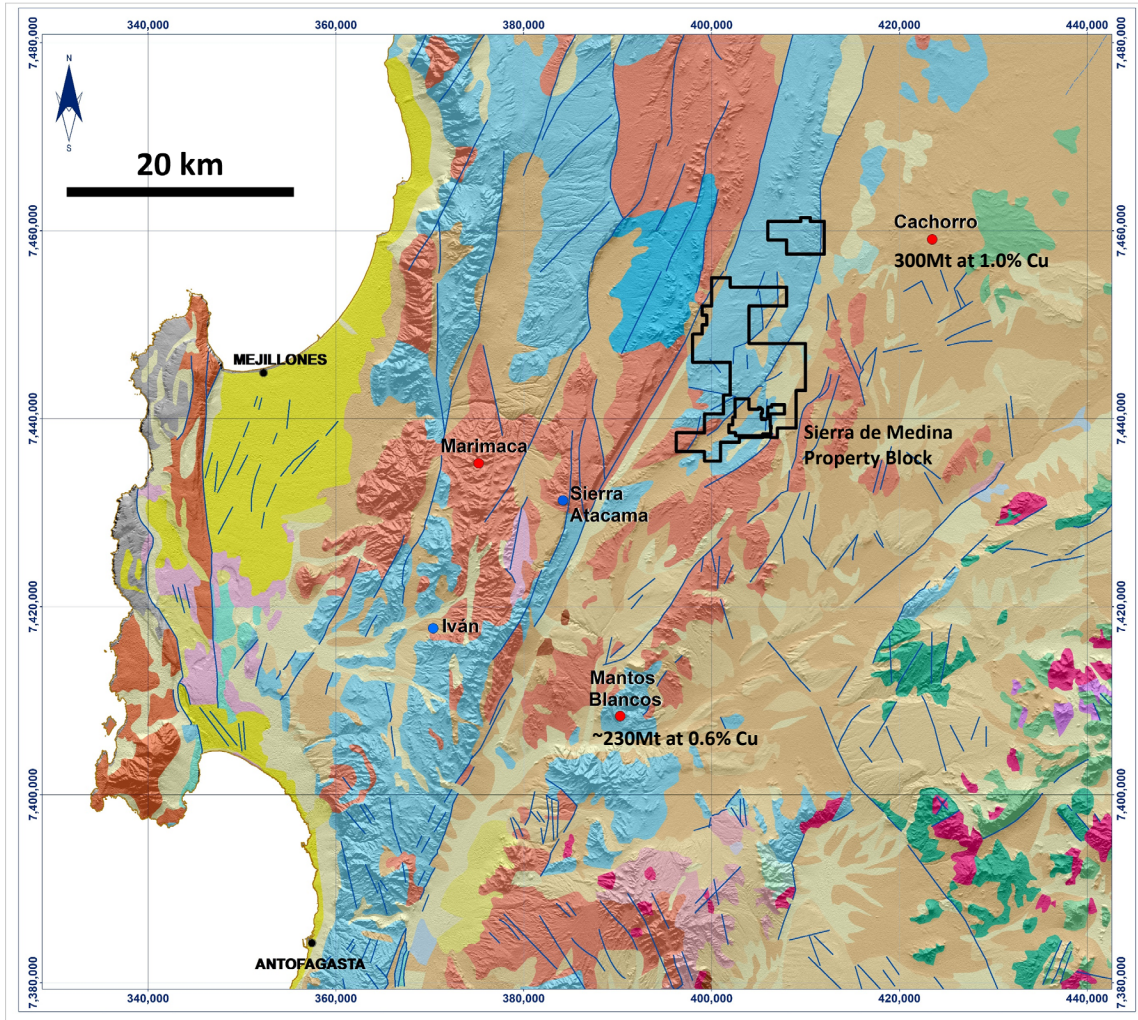 340,000
360,000
380,000
400,000
420,000
440,000
7,480,000
7,480,000
N
S
20 km
7,460,000
7,460,000
Cachorro
300Mt at 1.0% Cu
MEJILLONES
7,440,000
7,440,000
Marimaca
Sierra de Medina
Property Block
Sierra
Atacama
7,420,000
7,420,000
Iván
Mantos
Blancos
~230Mt at 0.6% Cu
7,400,000
7,400,000
ANTOFAGASTA
7,380,000
7,380,000
340,000
360,000
380,000
400,000
420,000
440,000